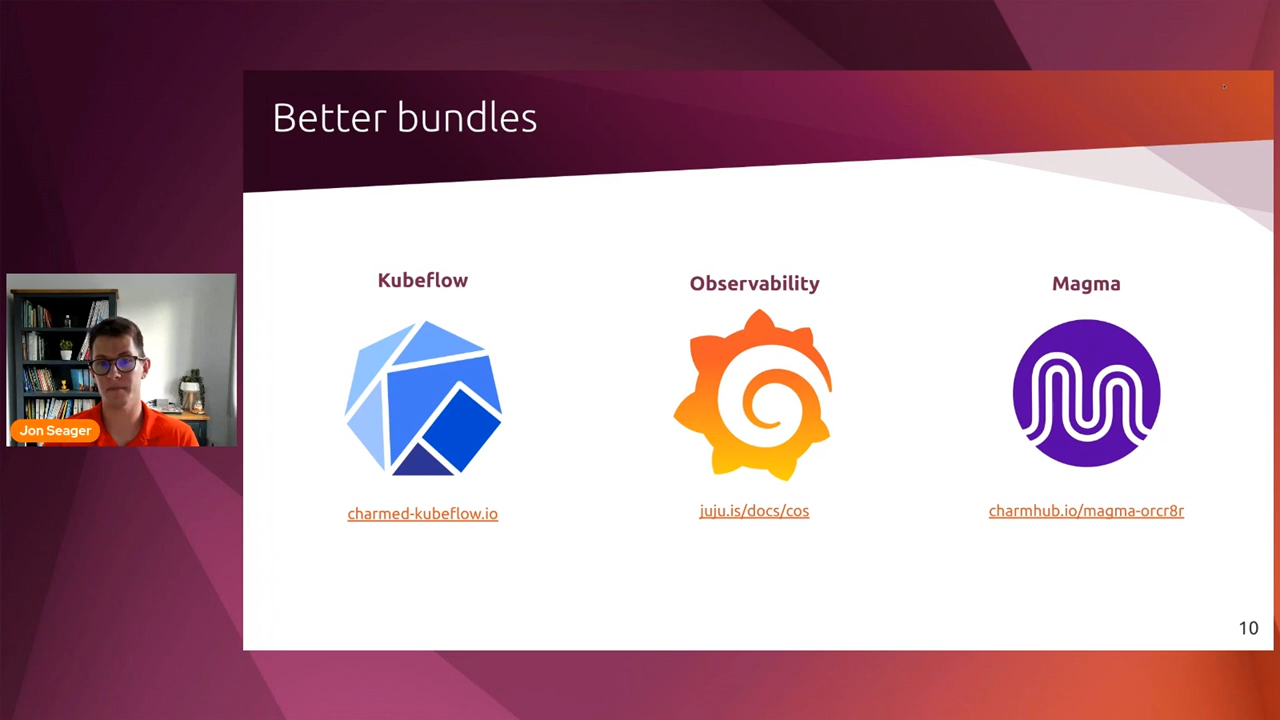 Better bundles
Kubeflow
Observability
Magma
Jon Seager
charmed-kubeflow.io
juju.is/docs/cos
charmhub.io/magma-orcr8r
10